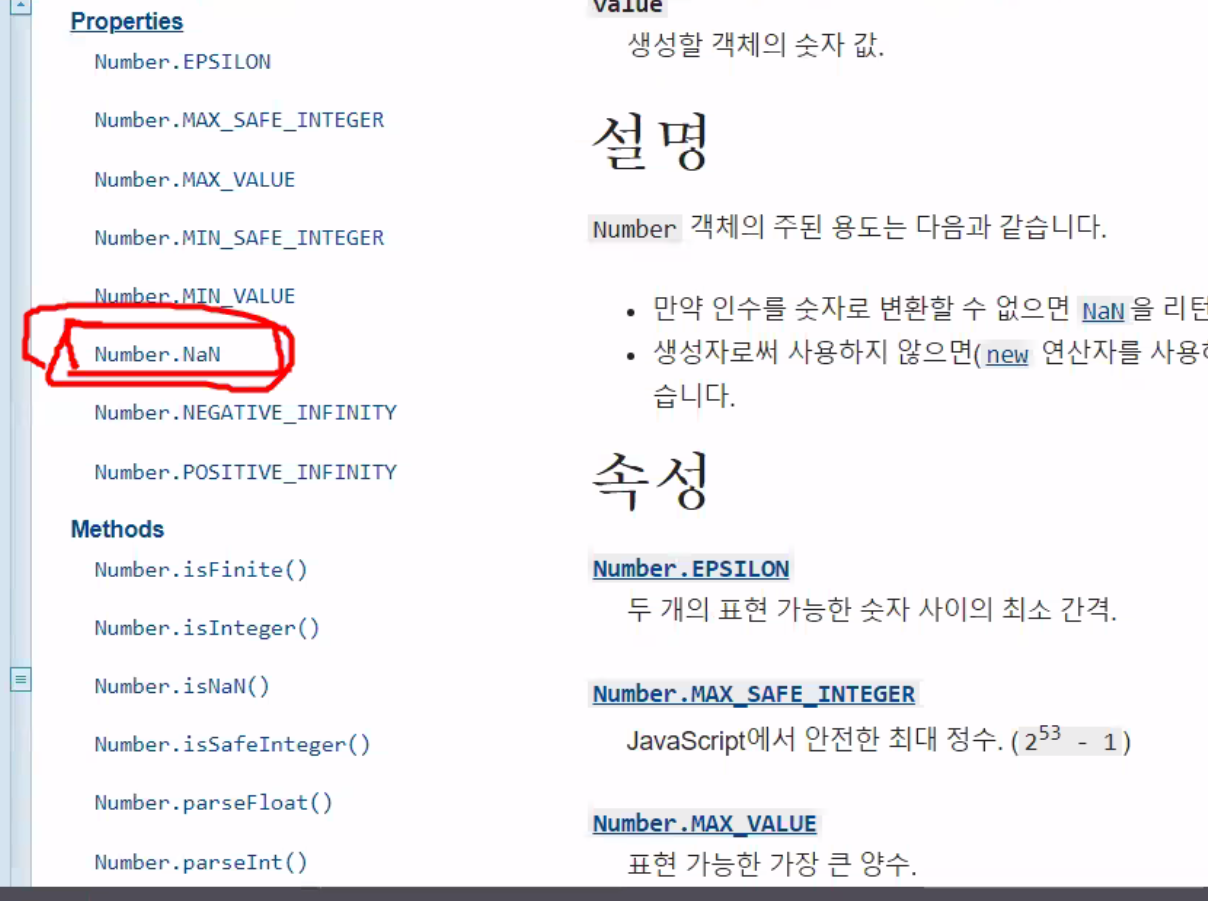 Properties
Number.EPSILON
Number.MAX_SAFE_INTEGER
Number.MAX_VALUE
Number.MIN_SAFE_INTEGER
Number.MIN_VALUE
Number.NaN
Number.NEGATIVE_INFINITY
Number.POSITIVE_INFINITY
Methods
Number.isFinite()
Number.isInteger()
Number.isNaN()
Number.isSafeInteger()
Number.parseFloat()
Number.parseInt()
value
생성할 객체의 숫자 값.
설명
Number 객체의 주된 용도는 다음과 같습니다.
• 만약 인수를 숫자로 변환할 수 없으면 NaN을 리턴
• 생성자로써 사용하지 않으면(new 연산자를 사용하
습니다.
속성
Number.EPSILON
두 개의 표현 가능한 숫자 사이의 최소 간격.
Number.MAX_SAFE_INTEGER
JavaScript에서 안전한 최대 정수. (2⁵³ - 1)
Number.MAX_VALUE
표현 가능한 가장 큰 양수.